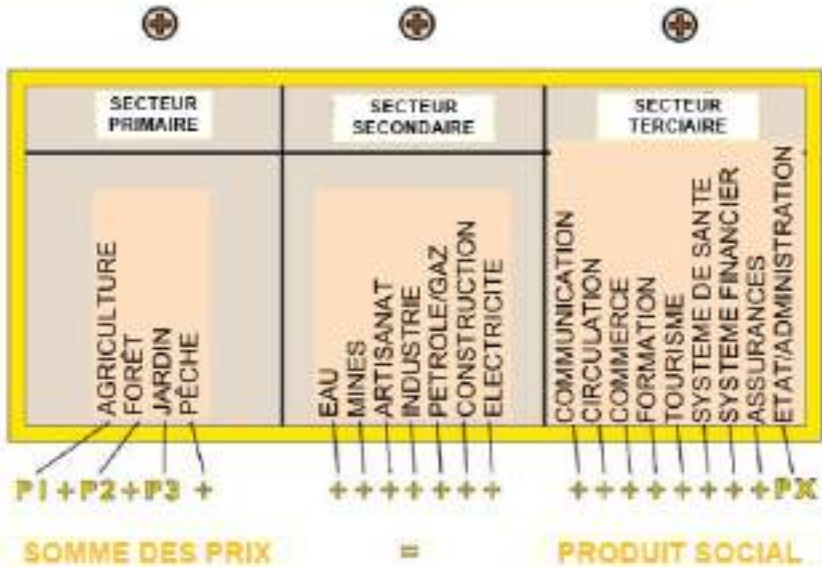 SECTEUR
PRIMAIRE
SECTEUR
SECONDAIRE
SECTEUR
TERCIAIRE
AGRICULTURE
FORÊT
JARDIN
PÊCHE
EAU
MINES
ARTISANAT
INDUSTRIE
PETROLE/GAZ
CONSTRUCTION
ELECTRICITE
COMMUNICATION
CIRCULATION
COMMERCE
FORMATION
TOURISME
SYSTEME DE SANTE
SYSTEME FINANCIER
ASSURANCES
ETAT/ADMINISTRATION
P1 + P2 + P3 + + + + + + + + + + + + + + + + PX
SOMME DES PRIX = PRODUIT SOCIAL